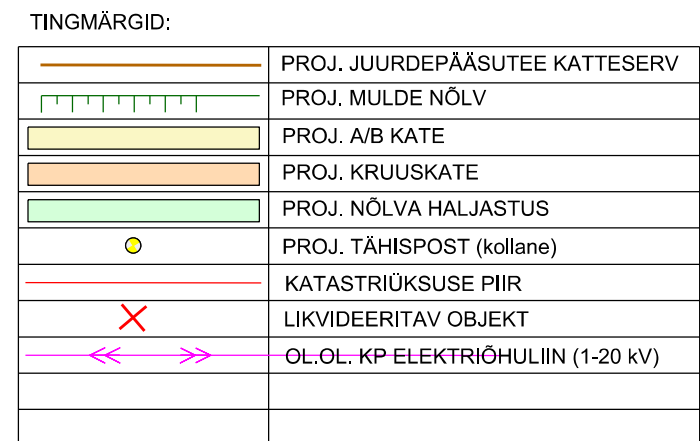 TINGMÄRGID:
PROJ. JUURDEPÄÄSUTEE KATTESERV
PROJ. MULDE NÕLV
PROJ. A/B KATE
PROJ. KRUUSKATE
PROJ. NÕLVA HALJASTUS
PROJ. TÄHISPOST (kollane)
KATASTRIÜKSUSE PIIR
LIKVIDEERITAV OBJEKT
OL.OL. KP ELEKTRIÕHULIIN (1-20 kV)